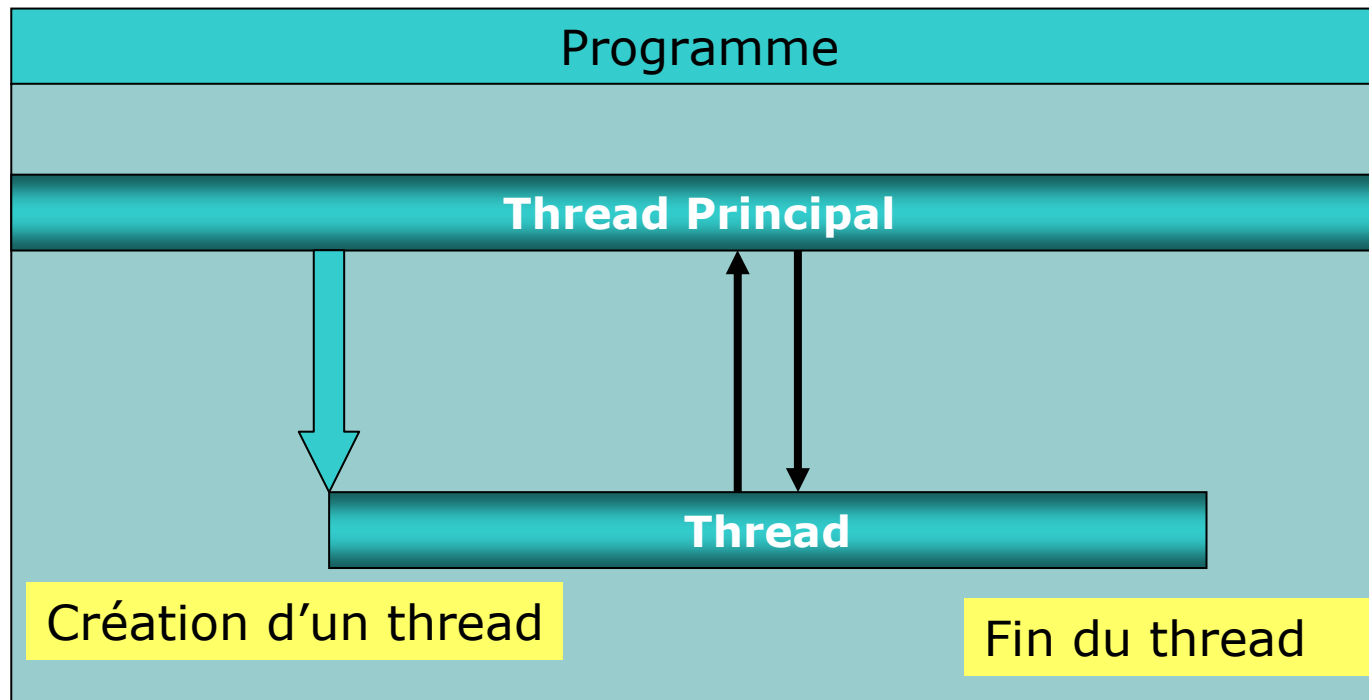 Programme
Thread Principal
Thread
Création d’un thread
Fin du thread